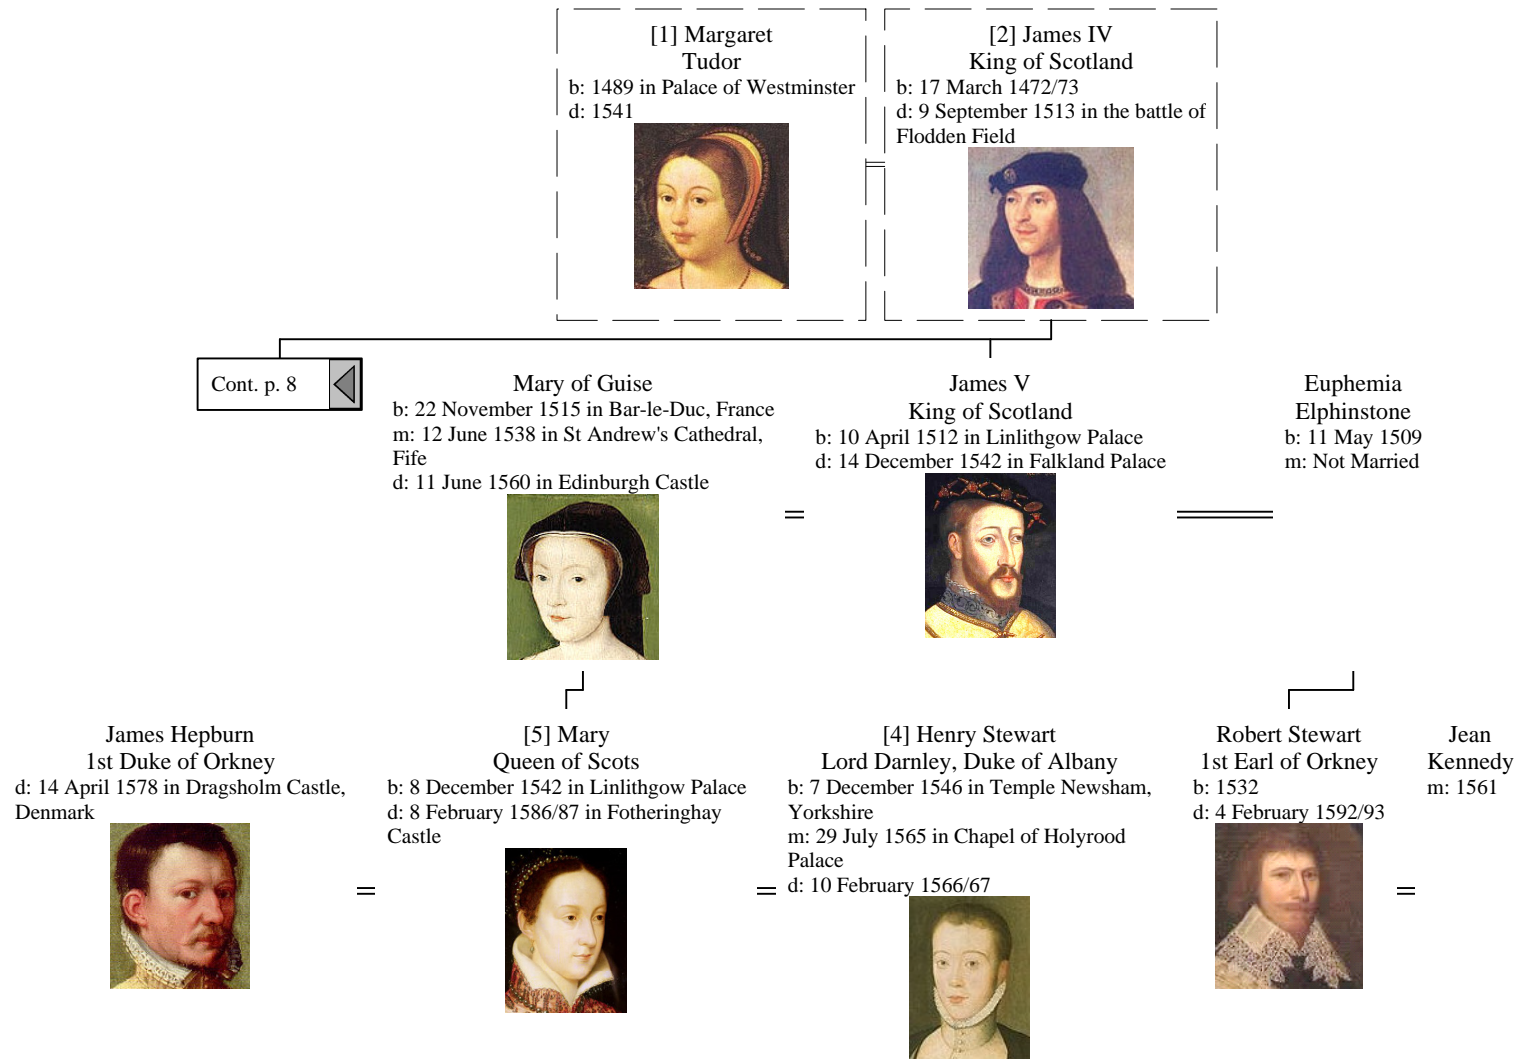 [1] Margaret
Tudor
b: 1489 in Palace of Westminster
d: 1541
[2] James IV
King of Scotland
b: 17 March 1472/73
d: 9 September 1513 in the battle of
Flodden Field
Cont. p. 8
Mary of Guise
b: 22 November 1515 in Bar-le-Duc, France
m: 12 June 1538 in St Andrew's Cathedral,
Fife
d: 11 June 1560 in Edinburgh Castle
James V
King of Scotland
b: 10 April 1512 in Linlithgow Palace
d: 14 December 1542 in Falkland Palace
Euphemia
Elphinstone
b: 11 May 1509
m: Not Married
James Hepburn
1st Duke of Orkney
d: 14 April 1578 in Dragsholm Castle,
Denmark
[5] Mary
Queen of Scots
b: 8 December 1542 in Linlithgow Palace
d: 8 February 1586/87 in Fotheringhay
Castle
[4] Henry Stewart
Lord Darnley, Duke of Albany
b: 7 December 1546 in Temple Newsham,
Yorkshire
m: 29 July 1565 in Chapel of Holyrood
Palace
d: 10 February 1566/67
Robert Stewart
1st Earl of Orkney
b: 1532
d: 4 February 1592/93
Jean
Kennedy
m: 1561